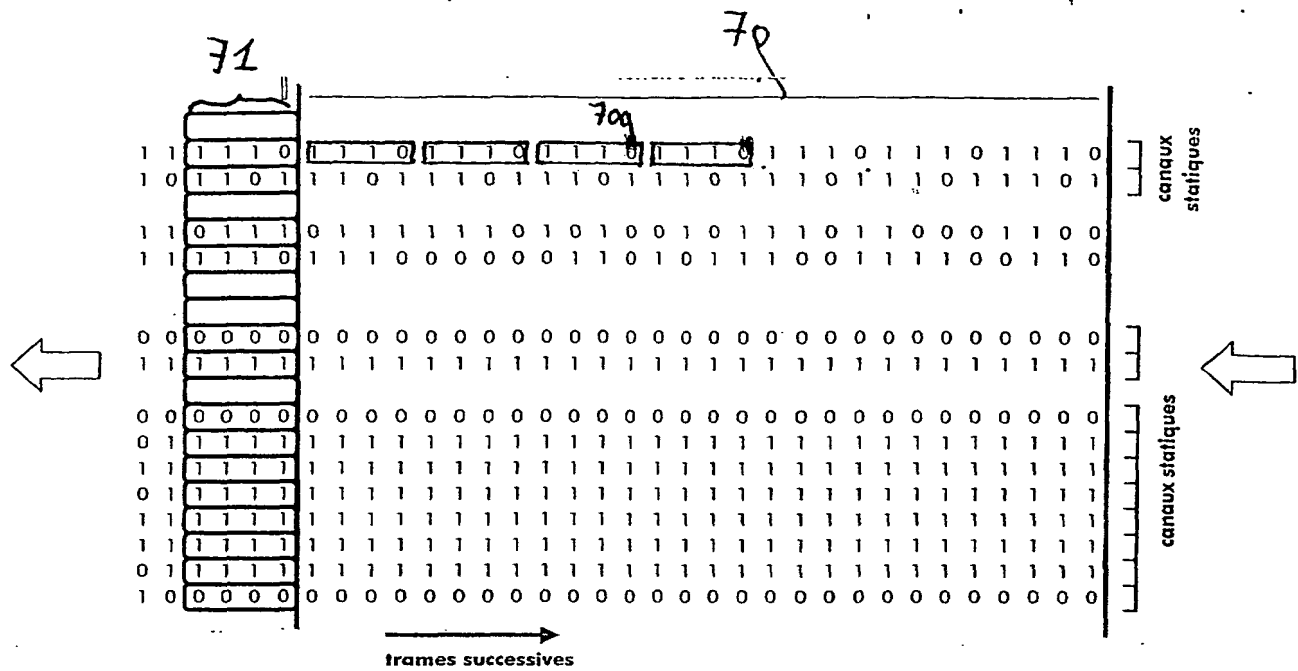 71
70
70a
1 1 1 1 1 0 1 1 1 0 1 1 1 0 1 1 1 0 1 1 1 0 1 1 1 0 1 1 1 0 1 1 1 0
1 0 1 1 0 1 1 1 0 1 1 1 0 1 1 1 0 1 1 1 0 1 1 1 0 1 1 1 0 1 1 1 0 1
canaux
statiques
1 1 0 1 1 1 0 1 1 1 1 1 1 0 1 0 1 0 0 1 0 1 1 1 0 1 1 0 0 0 1 1 0 0
1 1 1 1 1 0 1 1 1 0 0 0 0 0 0 1 1 0 1 0 1 1 1 0 0 1 1 1 1 0 0 1 1 0
0 0 0 0 0 0 0 0 0 0 0 0 0 0 0 0 0 0 0 0 0 0 0 0 0 0 0 0 0 0 0 0 0 0
1 1 1 1 1 1 1 1 1 1 1 1 1 1 1 1 1 1 1 1 1 1 1 1 1 1 1 1 1 1 1 1 1 1
0 0 0 0 0 0 0 0 0 0 0 0 0 0 0 0 0 0 0 0 0 0 0 0 0 0 0 0 0 0 0 0 0 0
0 1 1 1 1 1 1 1 1 1 1 1 1 1 1 1 1 1 1 1 1 1 1 1 1 1 1 1 1 1 1 1 1 1
1 1 1 1 1 1 1 1 1 1 1 1 1 1 1 1 1 1 1 1 1 1 1 1 1 1 1 1 1 1 1 1 1 1
0 1 1 1 1 1 1 1 1 1 1 1 1 1 1 1 1 1 1 1 1 1 1 1 1 1 1 1 1 1 1 1 1 1
1 1 1 1 1 1 1 1 1 1 1 1 1 1 1 1 1 1 1 1 1 1 1 1 1 1 1 1 1 1 1 1 1 1
1 1 1 1 1 1 1 1 1 1 1 1 1 1 1 1 1 1 1 1 1 1 1 1 1 1 1 1 1 1 1 1 1 1
0 1 1 1 1 1 1 1 1 1 1 1 1 1 1 1 1 1 1 1 1 1 1 1 1 1 1 1 1 1 1 1 1 1
1 0 0 0 0 0 0 0 0 0 0 0 0 0 0 0 0 0 0 0 0 0 0 0 0 0 0 0 0 0 0 0 0 0
canaux statiques
trames successives